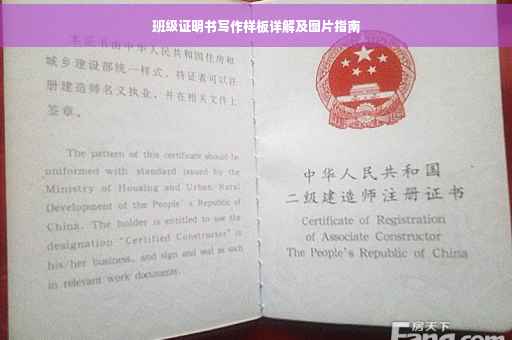 班级证明书写作样板详解及图片指南
本证书由中华人民共和国住房和
城乡建设部统一样式，持证者可以注
册建造师名义执业，并在相关文件上
签章。
The pattern of this certificate should be
uniformed with standard issued by the
Ministry of Housing and Urban Rural
Development of the People's Republic of
China. The holder is entitled to use the
designation "Certified Constructor" in
his/her business, and sign and seal as such
in relevant work documents.
中华人民共和国
二级建造师注册证书
Certificate of Registration
of Associate Constructor
The People's Republic of China
房天下
Fang.com